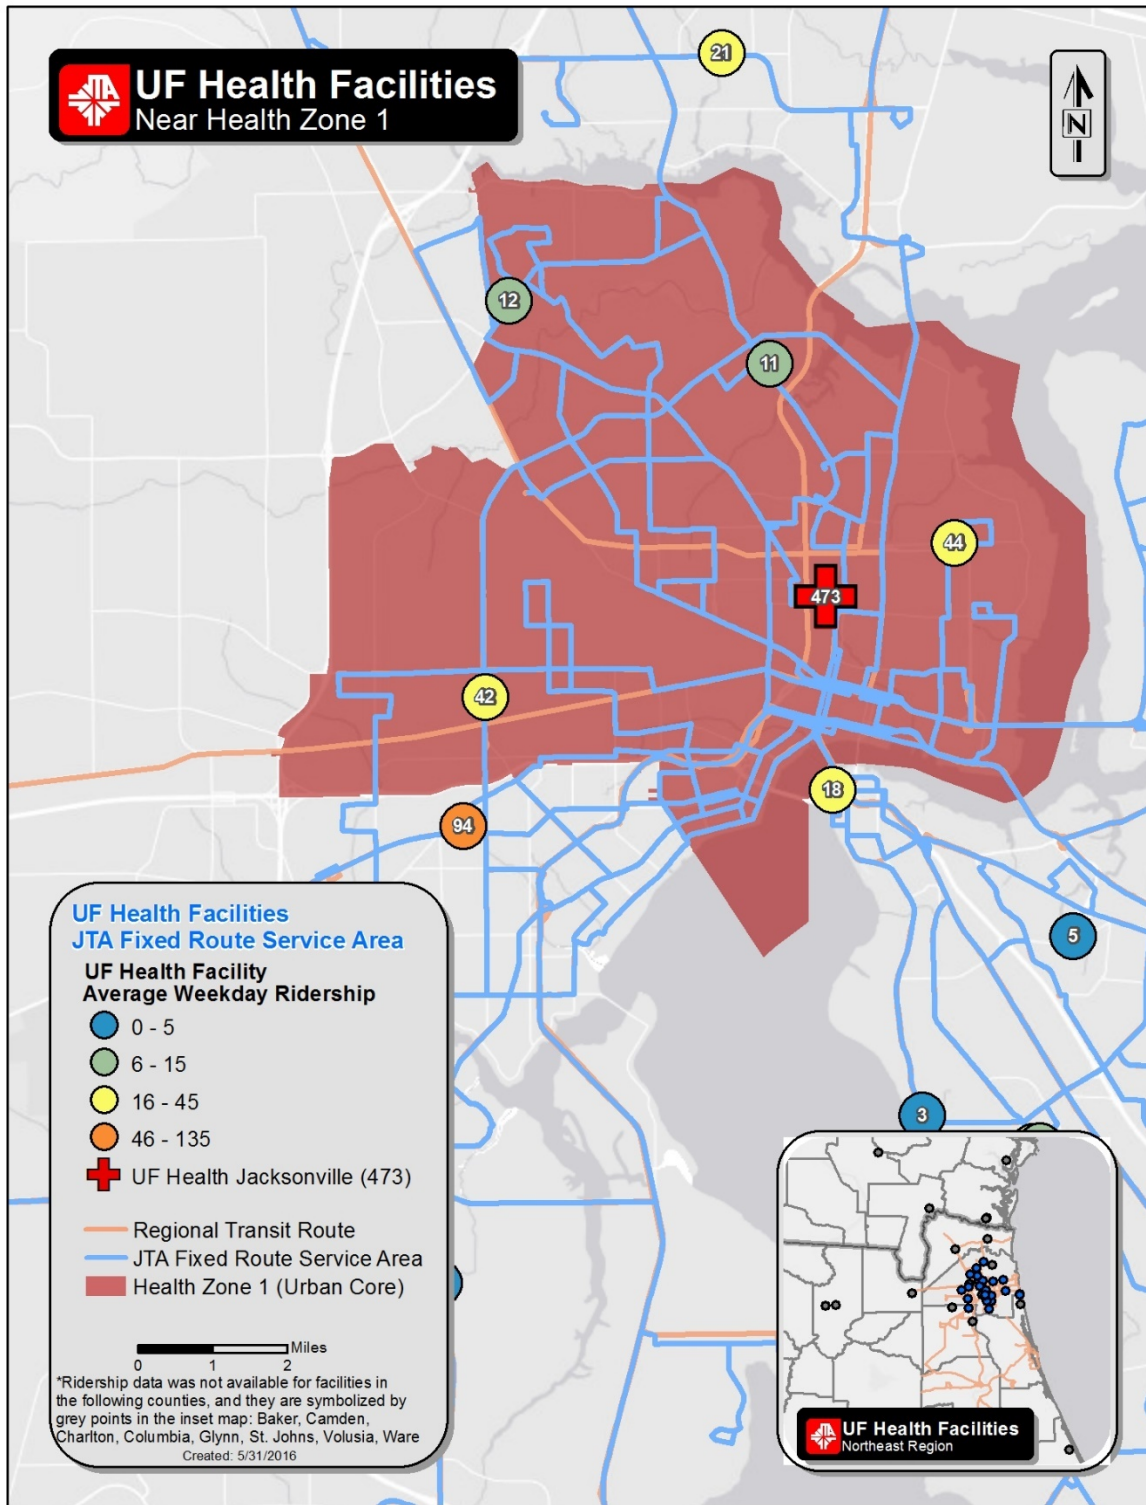 21
JTA
UF Health Facilities
Near Health Zone 1
N
12
11
44
473
42
18
94
5
3
UF Health Facilities
JTA Fixed Route Service Area
UF Health Facility
Average Weekday Ridership
0 - 5
6 - 15
16 - 45
46 - 135
UF Health Jacksonville (473)
Regional Transit Route
JTA Fixed Route Service Area
Health Zone 1 (Urban Core)
Miles
0 1 2
*Ridership data was not available for facilities in
the following counties, and they are symbolized by
grey points in the inset map: Baker, Camden,
Charlton, Columbia, Glynn, St. Johns, Volusia, Ware
Created: 5/31/2016
JTA
UF Health Facilities
Northeast Region